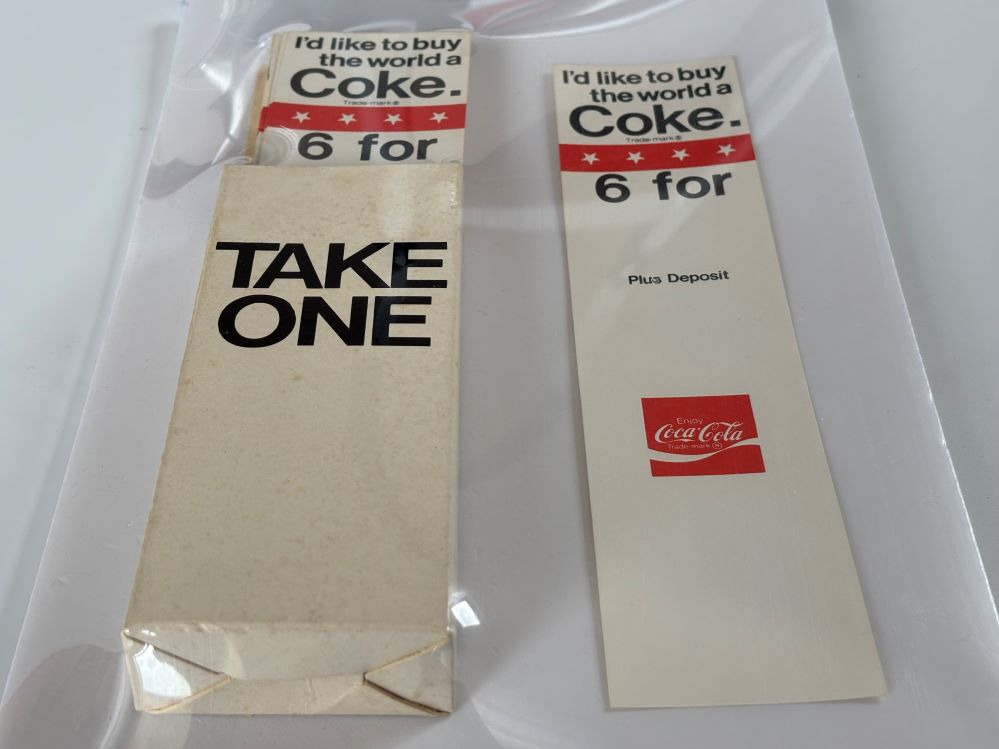 I'd like to buy
the world a
Coke.
Trade-mark ®
6 for
TAKE
ONE
I'd like to buy
the world a
Coke.
Trade-mark ®
6 for
Plus Deposit
Enjoy
Coca-Cola
Trade-mark ®